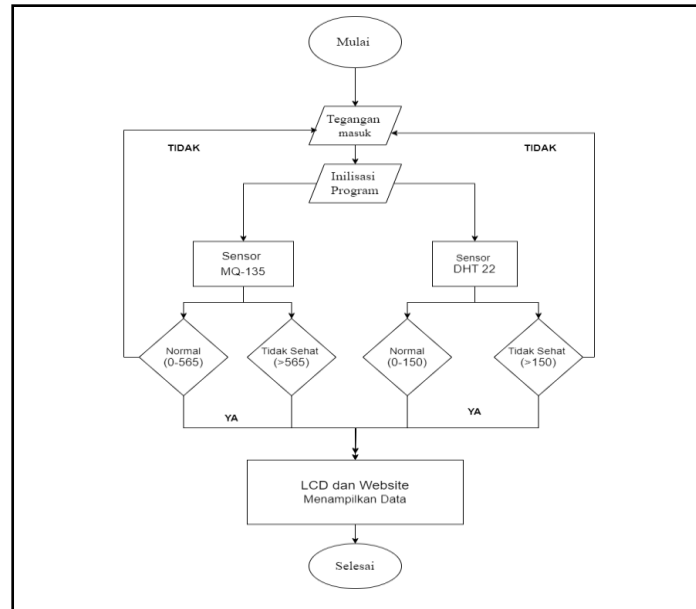 Mulai
Tegangan
masuk
TIDAK
TIDAK
Inilisasi
Program
Sensor
MQ-135
Sensor
DHT 22
Normal
(0-565)
Tidak Sehat
(>565)
Normal
(0-150)
Tidak Sehat
(>150)
YA
YA
LCD dan Website
Menampilkan Data
Selesai